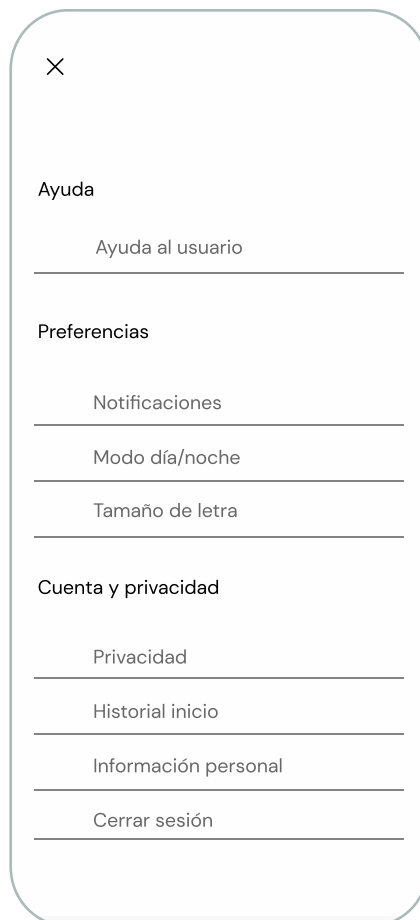 Ayuda
Ayuda al usuario
Preferencias
Notificaciones
Modo día/noche
Tamaño de letra
Cuenta y privacidad
Privacidad
Historial inicio
Información personal
Cerrar sesión